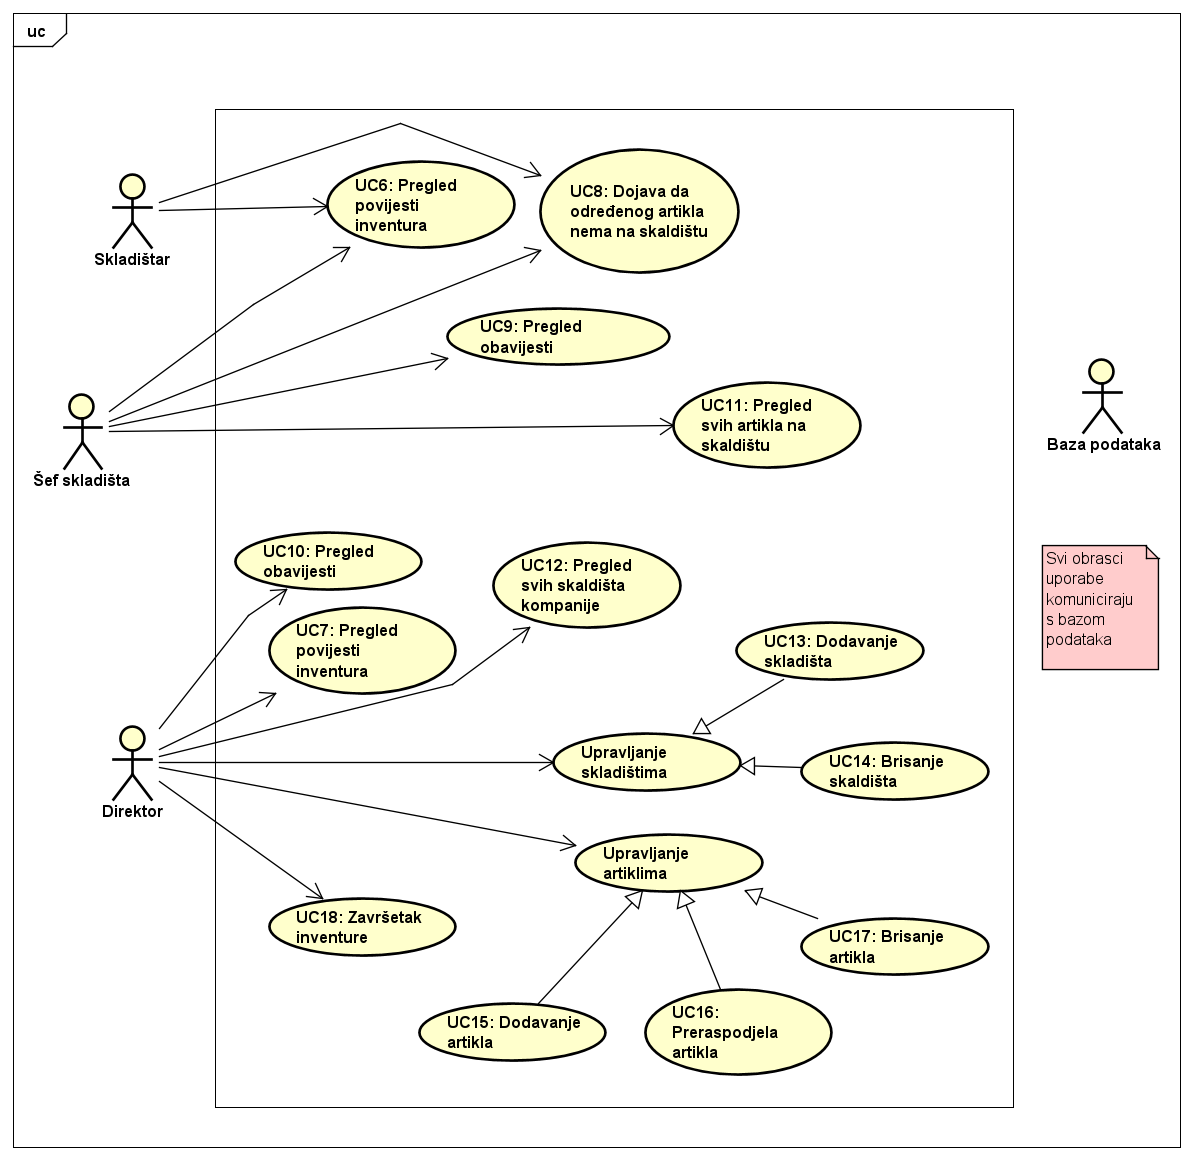 uc
Skladištar
UC6: Pregled
povijesti
inventura
UC8: Dojava da
određenog artikla
nema na skaldištu
UC9: Pregled
obavijesti
UC11: Pregled
svih artikla na
skaldištu
Šef skladišta
Baza podataka
UC10: Pregled
obavijesti
UC12: Pregled
svih skaldišta
kompanije
Svi obrasci
uporabe
komuniciraju
s bazom
podataka
UC7: Pregled
povijesti
inventura
UC13: Dodavanje
skladišta
Upravljanje
skladištima
UC14: Brisanje
skaldišta
Direktor
Upravljanje
artiklima
UC18: Završetak
inventure
UC17: Brisanje
artikla
UC15: Dodavanje
artikla
UC16:
Preraspodjela
artikla